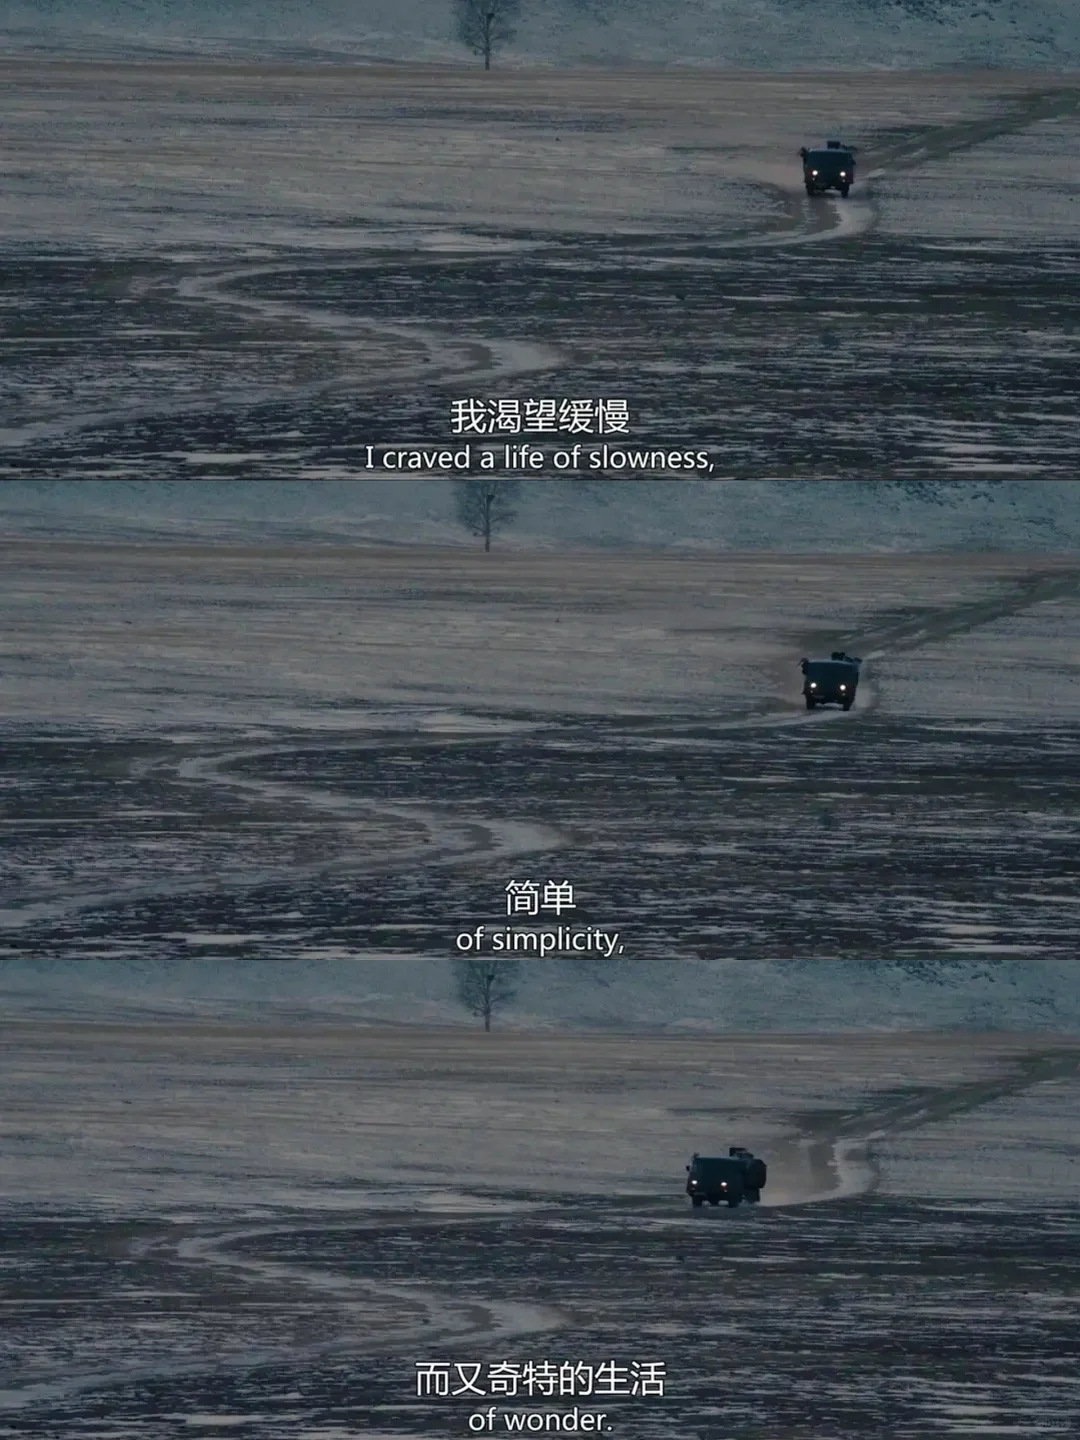 我渴望缓慢
I craved a life of slowness,
简单
of simplicity,
而又奇特的生活
of wonder.